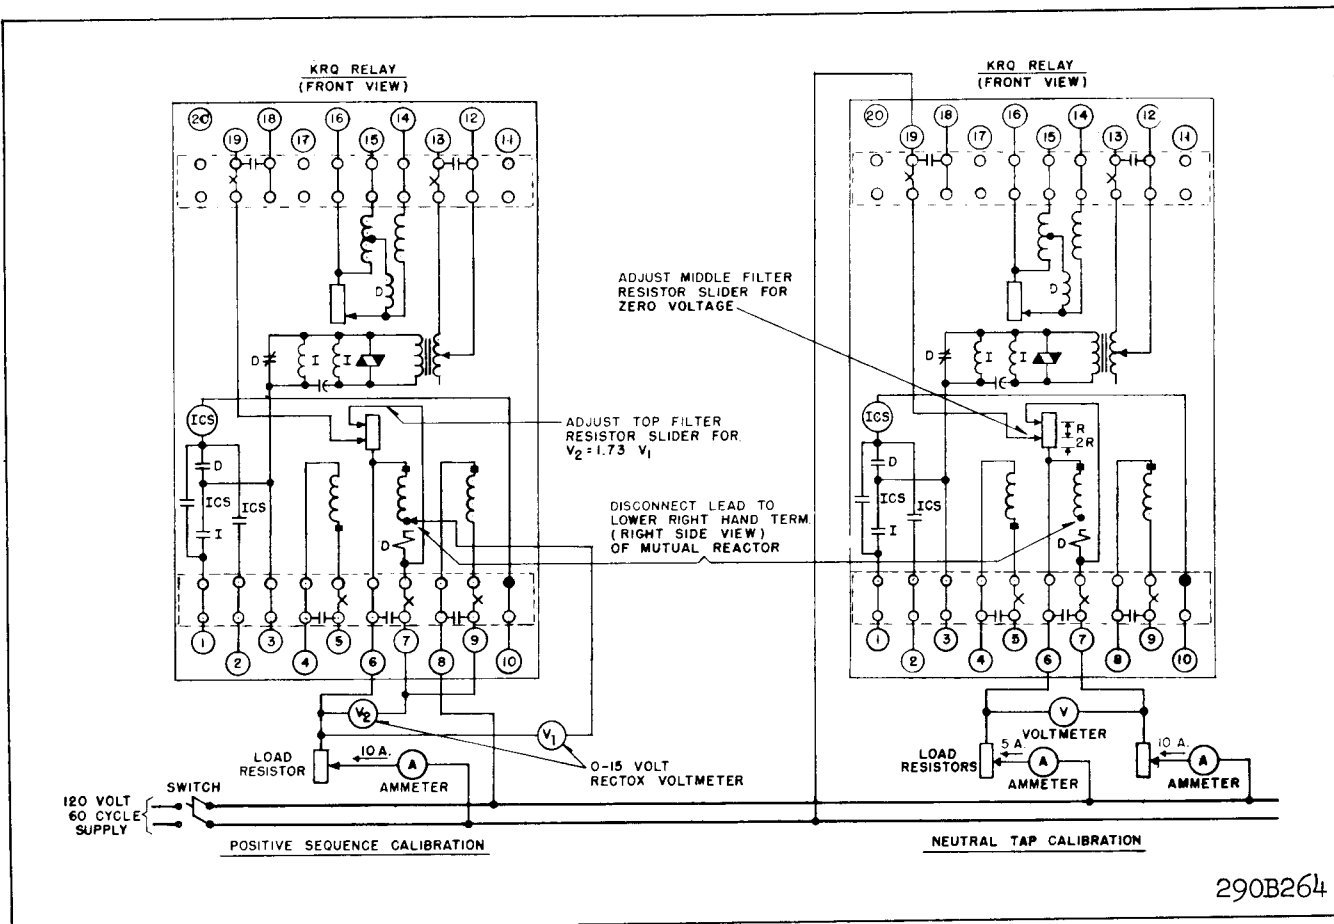 KRQ RELAY
(FRONT VIEW)
20
19
18
17
16
15
14
13
12
11
D
D
I
I
ICS
D
ICS
ICS
I
D
ADJUST TOP FILTER
RESISTOR SLIDER FOR
V2=1.73 V1
DISCONNECT LEAD TO
LOWER RIGHT HAND TERM.
(RIGHT SIDE VIEW)
OF MUTUAL REACTOR
1
2
3
4
5
6
7
8
9
10
V2
V1
LOAD
RESISTOR
10 A.
A
AMMETER
0-15 VOLT
RECTOX VOLTMETER
120 VOLT
60 CYCLE
SUPPLY
SWITCH
POSITIVE SEQUENCE CALIBRATION
KRQ RELAY
(FRONT VIEW)
20
19
18
17
16
15
14
13
12
11
ADJUST MIDDLE FILTER
RESISTOR SLIDER FOR
ZERO VOLTAGE
D
D
I
I
ICS
R
2R
D
ICS
ICS
I
D
1
2
3
4
5
6
7
8
9
10
V
VOLTMETER
LOAD
RESISTORS
5 A.
A
AMMETER
10 A.
A
AMMETER
NEUTRAL TAP CALIBRATION
290B264